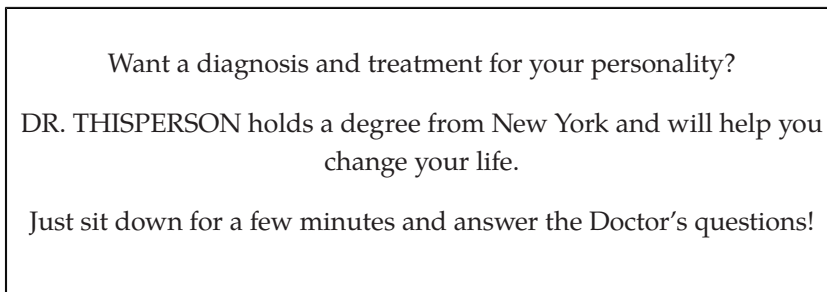 Want a diagnosis and treatment for your personality?
DR. THISPERSON holds a degree from New York and will help you
change your life.
Just sit down for a few minutes and answer the Doctor’s questions!